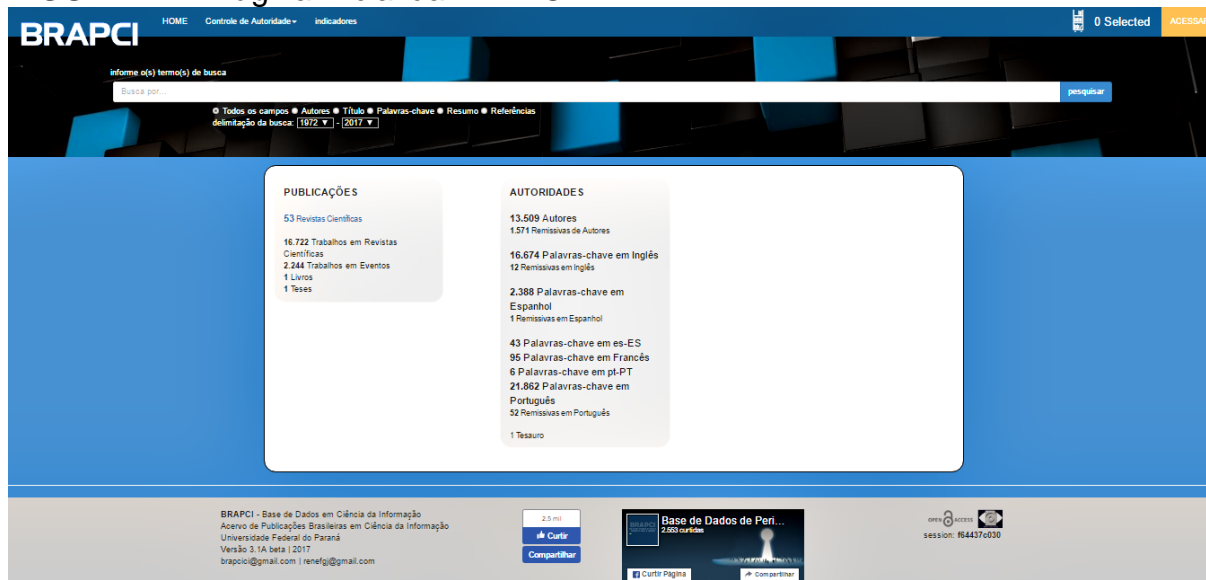 BRAPCI
HOME
Controle de Autoridade
indicadores
0 Selected
ACESSAR
informe o(s) termo(s) de busca
Busca por...
pesquisar
Todos os campos Autores Título Palavras-chave Resumo Referências
delimitação da busca: 1972 - 2017
PUBLICAÇÕES
53 Revistas Científicas
16.722 Trabalhos em Revistas
Científicas
2.244 Trabalhos em Eventos
1 Livros
1 Teses
AUTORIDADES
13.509 Autores
1.571 Remissivas de Autores
16.674 Palavras-chave em Inglês
12 Remissivas em Inglês
2.388 Palavras-chave em
Espanhol
1 Remissivas em Espanhol
43 Palavras-chave em es-ES
95 Palavras-chave em Francês
6 Palavras-chave em pt-PT
21.862 Palavras-chave em
Português
52 Remissivas em Português
1 Tesauro
BRAPCI - Base de Dados em Ciência da Informação
Acervo de Publicações Brasileiras em Ciência da Informação
Universidade Federal do Paraná
Versão 3.1A beta | 2017
brapcici@gmail.com | renefgj@gmail.com
2,5 mil
Curtir
Compartilhar
BRAPCI
Base de Dados de Peri...
2.553 curtidas
Curtir Página
Compartilhar
OPEN ACCESS
session: f64437c030